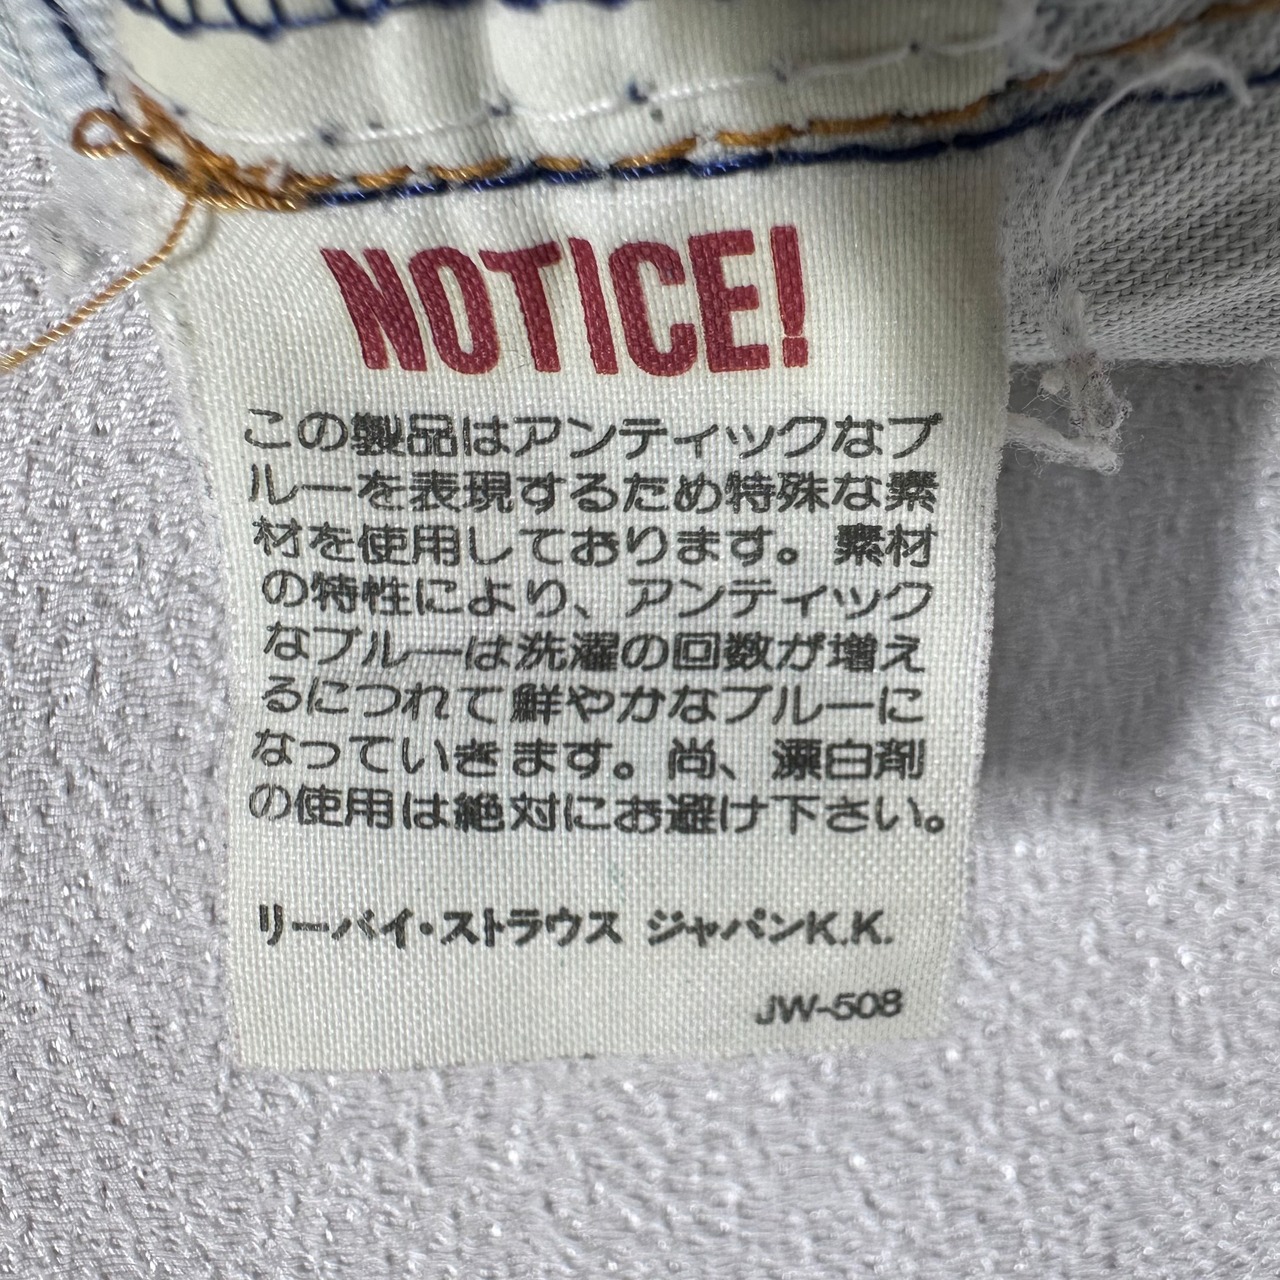 NOTICE!
この製品はアンティックなブ
ルーを表現するため特殊な素
材を使用しております。素材
の特性により、アンティック
なブルーは洗濯の回数が増え
るにつれて鮮やかなブルーに
なっていきます。尚、漂白剤
の使用は絶対にお避け下さい。
リーバイ・ストラウス ジャパンK.K.
JW-508